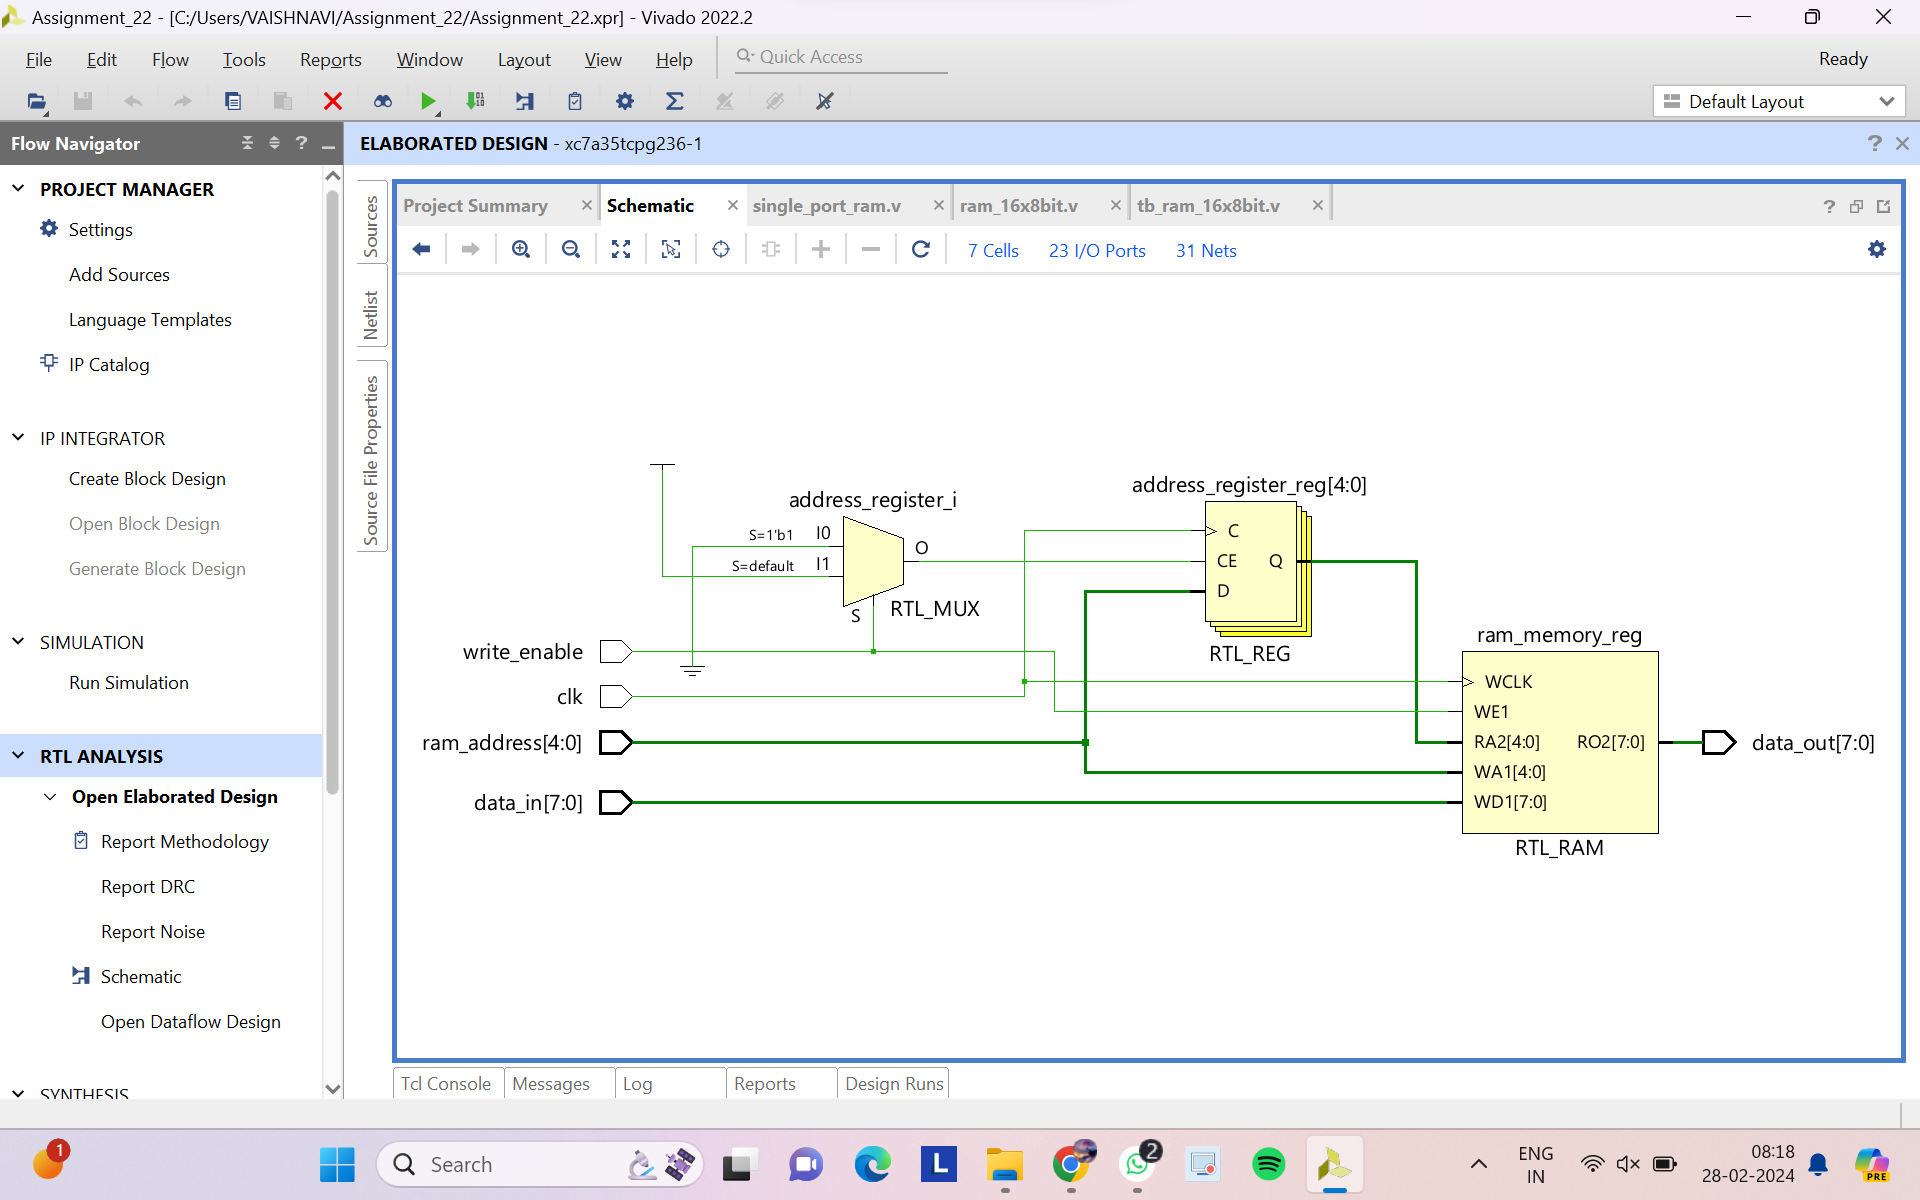 Assignment_22 - [C:/Users/VAISHNAVI/Assignment_22/Assignment_22.xpr] - Vivado 2022.2
File Edit Flow Tools Reports Window Layout View Help Quick Access Ready
Default Layout
Flow Navigator ?
ELABORATED DESIGN - xc7a35tcpg236-1 ?
PROJECT MANAGER
Settings
Add Sources
Language Templates
IP Catalog
IP INTEGRATOR
Create Block Design
Open Block Design
Generate Block Design
SIMULATION
Run Simulation
RTL ANALYSIS
Open Elaborated Design
Report Methodology
Report DRC
Report Noise
Schematic
Open Dataflow Design
SYNTHESIS
Sources
Netlist
Source File Properties
Project Summary Schematic single_port_ram.v ram_16x8bit.v tb_ram_16x8bit.v ?
7 Cells 23 I/O Ports 31 Nets
address_register_i
S=1'b1 I0
S=default I1
O
S
RTL_MUX
address_register_reg[4:0]
C
CE Q
D
RTL_REG
write_enable
clk
ram_address[4:0]
data_in[7:0]
ram_memory_reg
WCLK
WE1
RA2[4:0] RO2[7:0]
WA1[4:0]
WD1[7:0]
RTL_RAM
data_out[7:0]
Tcl Console Messages Log Reports Design Runs
1
Search
L
2
ENG
IN
08:18
28-02-2024
PRE